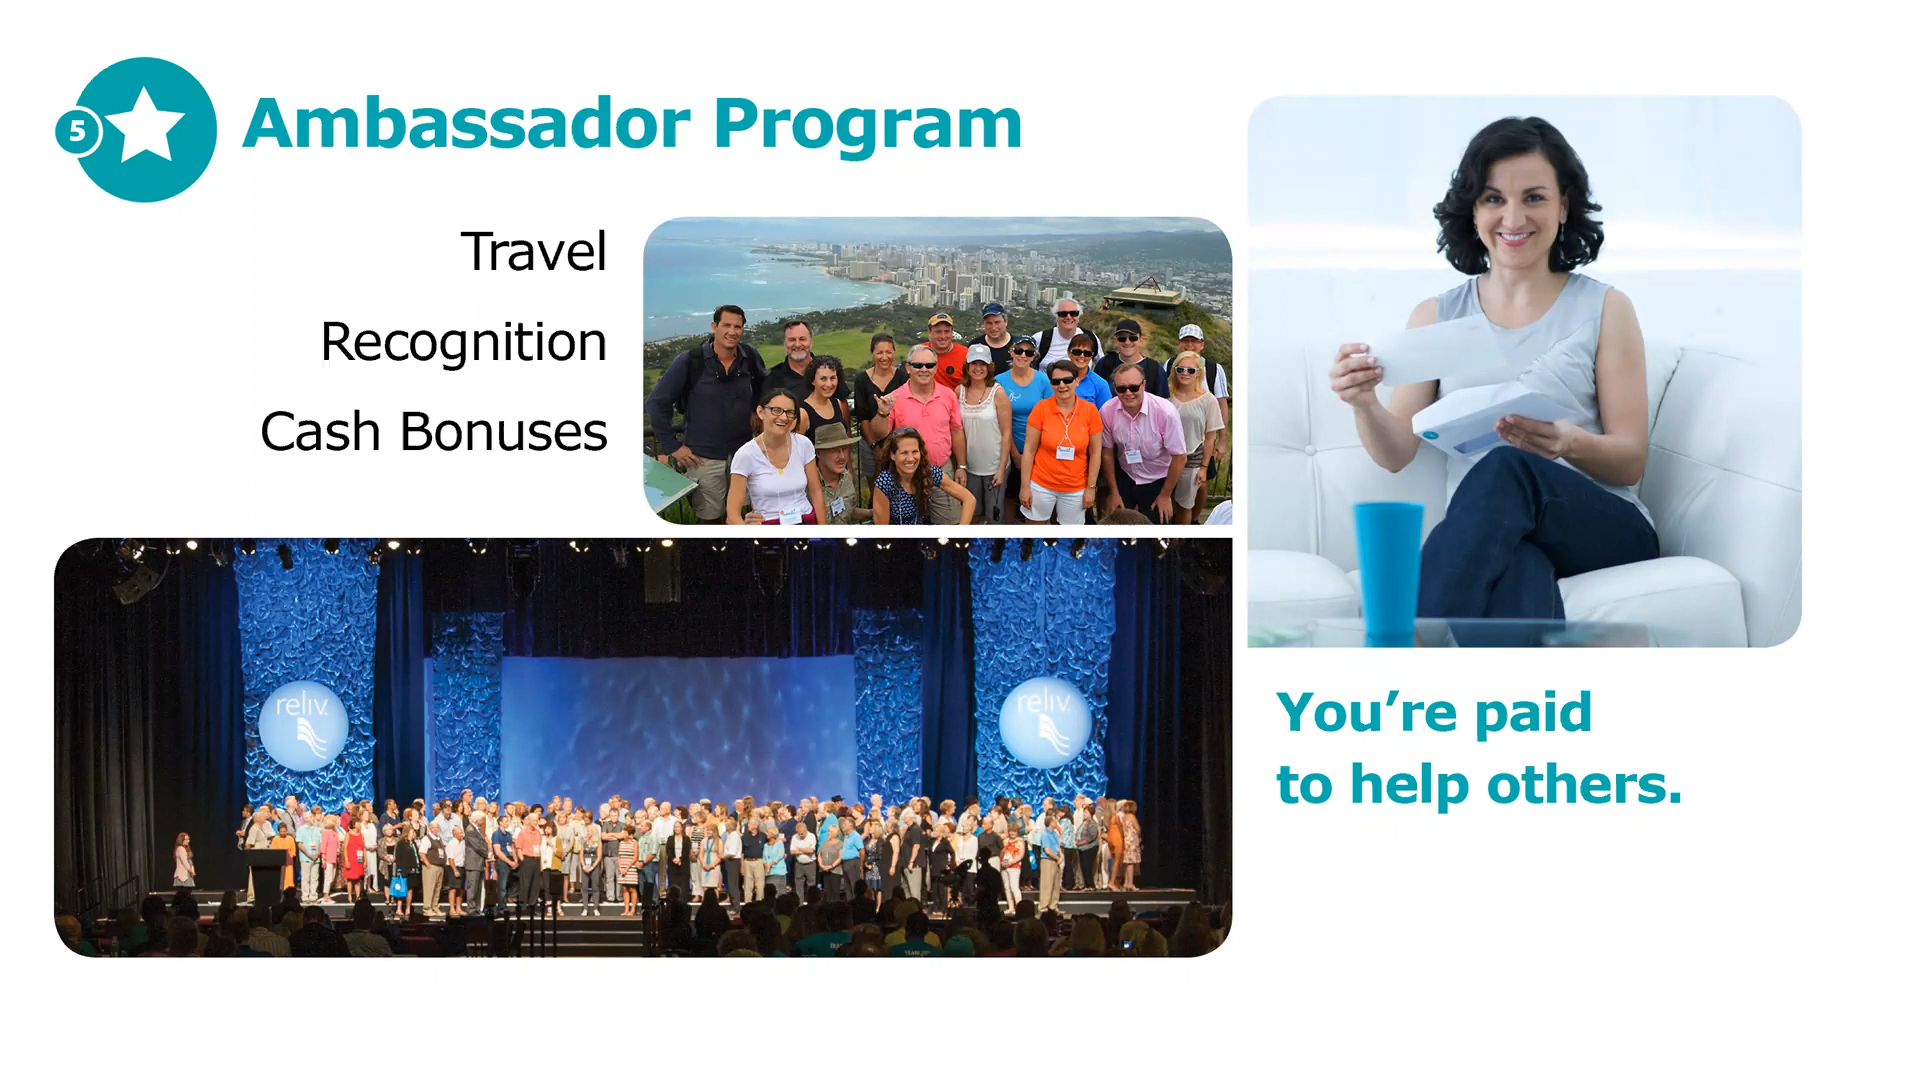 5
Ambassador Program
Travel
Recognition
Cash Bonuses
reliv
reliv
You’re paid
to help others.